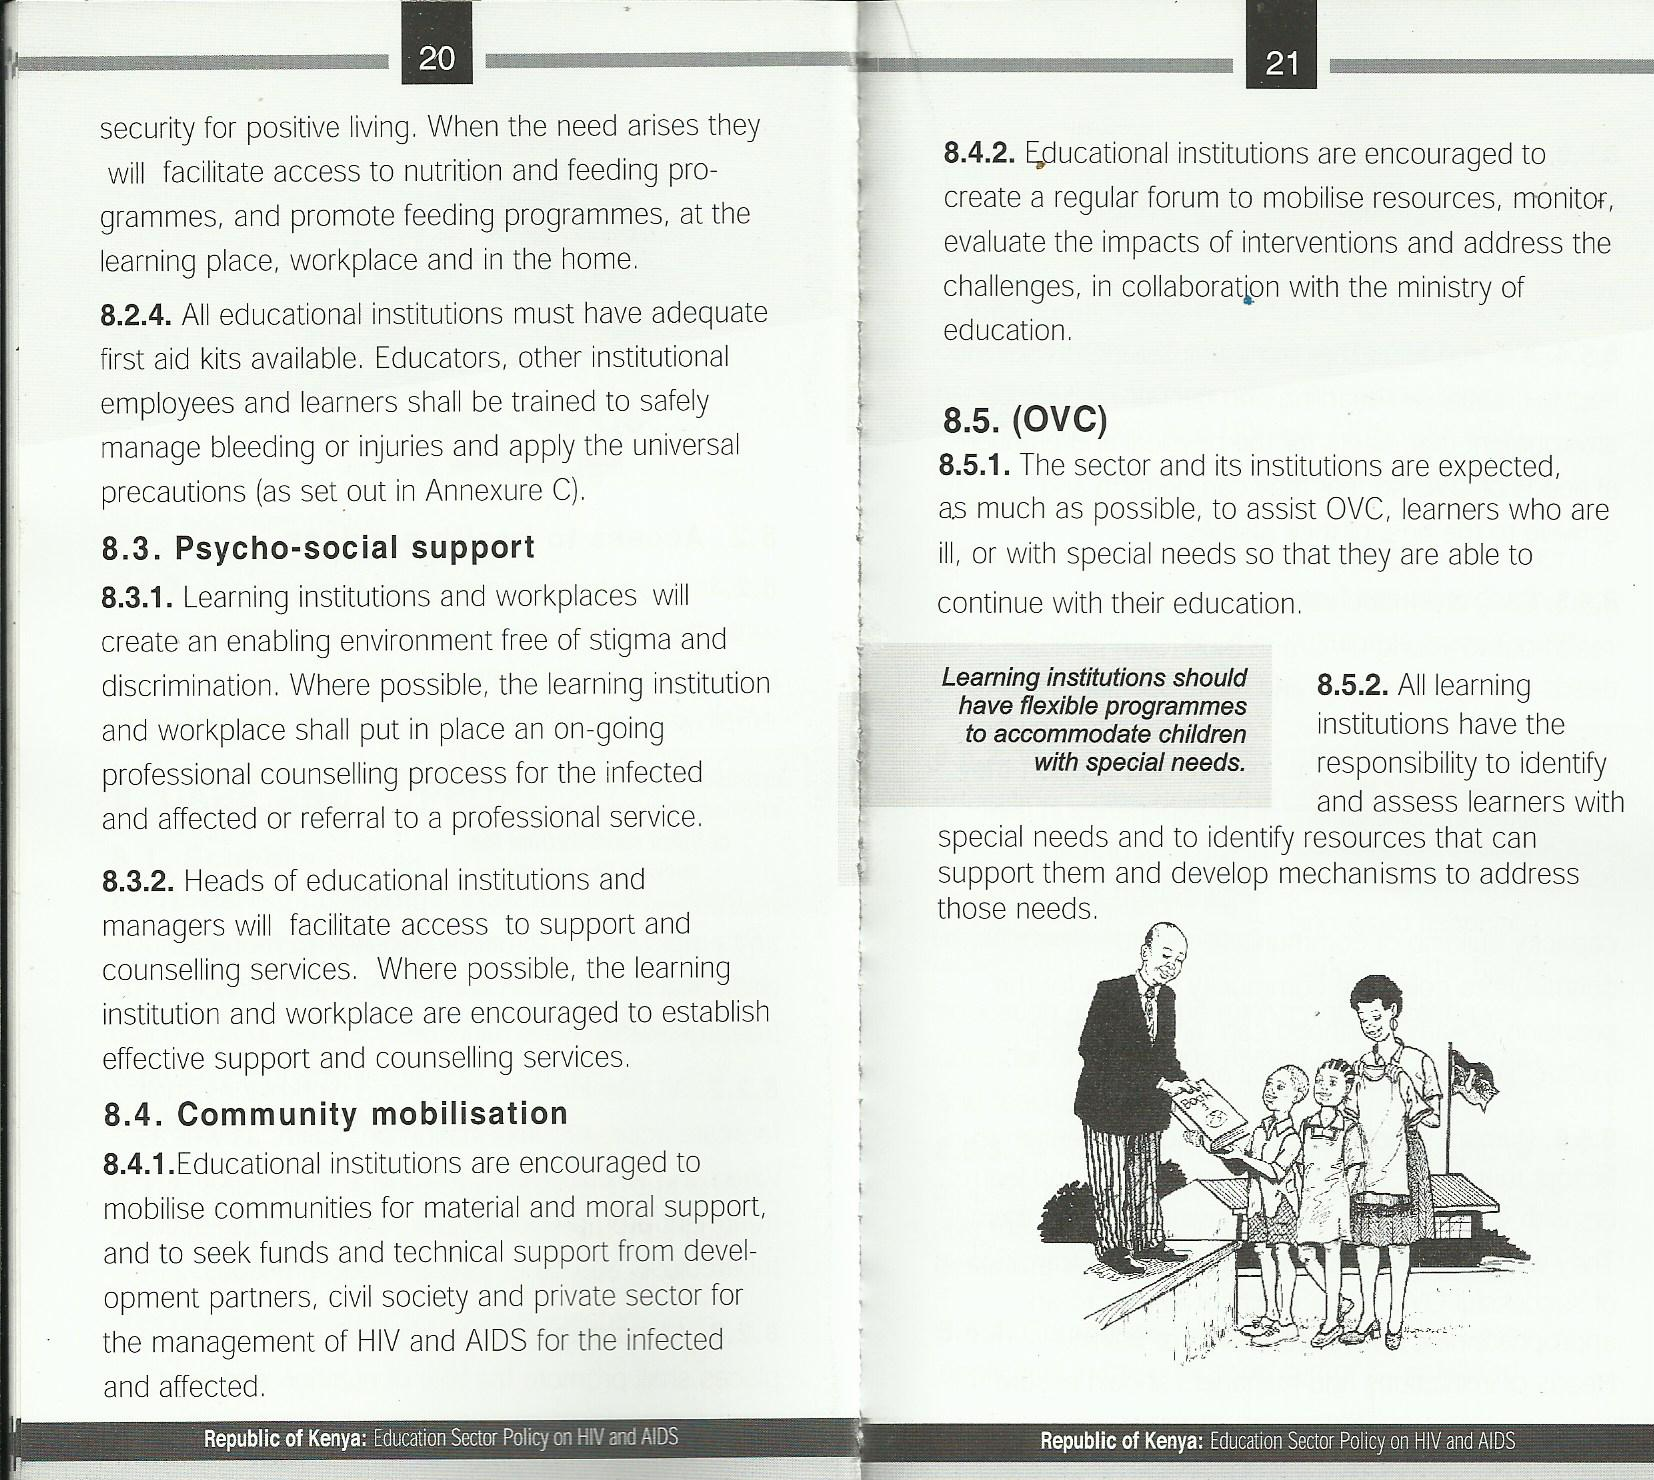 20
security for positive living. When the need arises they
will facilitate access to nutrition and feeding pro-
grammes, and promote feeding programmes, at the
learning place, workplace and in the home.
8.2.4. All educational institutions must have adequate
first aid kits available. Educators, other institutional
employees and learners shall be trained to safely
manage bleeding or injuries and apply the universal
precautions (as set out in Annexure C).
8.3. Psycho-social support
8.3.1. Learning institutions and workplaces will
create an enabling environment free of stigma and
discrimination. Where possible, the learning institution
and workplace shall put in place an on-going
professional counselling process for the infected
and affected or referral to a professional service.
8.3.2. Heads of educational institutions and
managers will facilitate access to support and
counselling services. Where possible, the learning
institution and workplace are encouraged to establish
effective support and counselling services.
8.4. Community mobilisation
8.4.1.Educational institutions are encouraged to
mobilise communities for material and moral support,
and to seek funds and technical support from devel-
opment partners, civil society and private sector for
the management of HIV and AIDS for the infected
and affected.
Republic of Kenya: Education Sector Policy on HIV and AIDS
21
8.4.2. Educational institutions are encouraged to
create a regular forum to mobilise resources, monitor,
evaluate the impacts of interventions and address the
challenges, in collaboration with the ministry of
education.
8.5. (OVC)
8.5.1. The sector and its institutions are expected,
as much as possible, to assist OVC, learners who are
ill, or with special needs so that they are able to
continue with their education.
Learning institutions should
have flexible programmes
to accommodate children
with special needs.
8.5.2. All learning
institutions have the
responsibility to identify
and assess learners with
special needs and to identify resources that can
support them and develop mechanisms to address
those needs.
Republic of Kenya: Education Sector Policy on HIV and AIDS